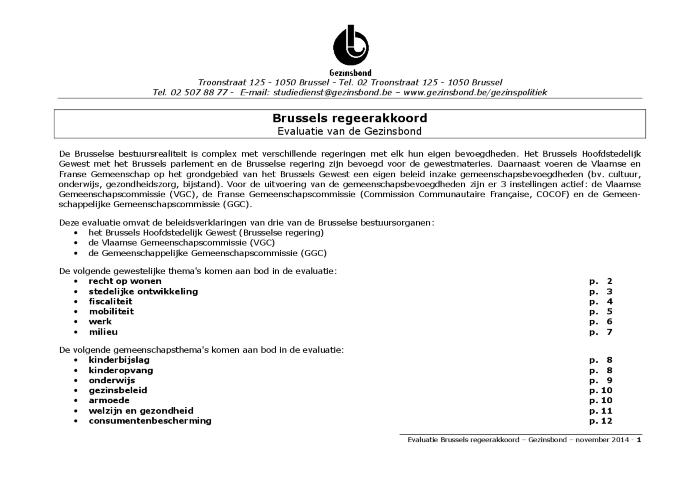 Gezinsbond
Troonstraat 125 - 1050 Brussel - Tel. 02 Troonstraat 125 - 1050 Brussel
Tel. 02 507 88 77 - E-mail: studiedienst@gezinsbond.be – www.gezinsbond.be/gezinspolitiek
Brussels regeerakkoord
Evaluatie van de Gezinsbond
De Brusselse bestuursrealiteit is complex met verschillende regeringen met elk hun eigen bevoegdheden. Het Brussels Hoofdstedelijk
Gewest met het Brussels parlement en de Brusselse regering zijn bevoegd voor de gewestmateries. Daarnaast voeren de Vlaamse en
Franse Gemeenschap op het grondgebied van het Brussels Gewest een eigen beleid inzake gemeenschapsbevoegdheden (bv. cultuur,
onderwijs, gezondheidszorg, bijstand). Voor de uitvoering van de gemeenschapsbevoegdheden zijn er 3 instellingen actief: de Vlaamse
Gemeenschapscommissie (VGC), de Franse Gemeenschapscommissie (Commission Communautaire Française, COCOF) en de Gemeen-
schappelijke Gemeenschapscommissie (GGC).
Deze evaluatie omvat de beleidsverklaringen van drie van de Brusselse bestuursorganen:
• het Brussels Hoofdstedelijk Gewest (Brusselse regering)
• de Vlaamse Gemeenschapscommissie (VGC)
• de Gemeenschappelijke Gemeenschapscommissie (GGC)
De volgende gewestelijke thema's komen aan bod in de evaluatie:
• recht op wonen p. 2
• stedelijke ontwikkeling p. 3
• fiscaliteit p. 4
• mobiliteit p. 5
• werk p. 6
• milieu p. 7
De volgende gemeenschapsthema's komen aan bod in de evaluatie:
• kinderbijslag p. 8
• kinderopvang p. 8
• onderwijs p. 9
• gezinsbeleid p. 10
• armoede p. 10
• welzijn en gezondheid p. 11
• consumentenbescherming p. 12
Evaluatie Brussels regeerakkoord – Gezinsbond – november 2014 - 1